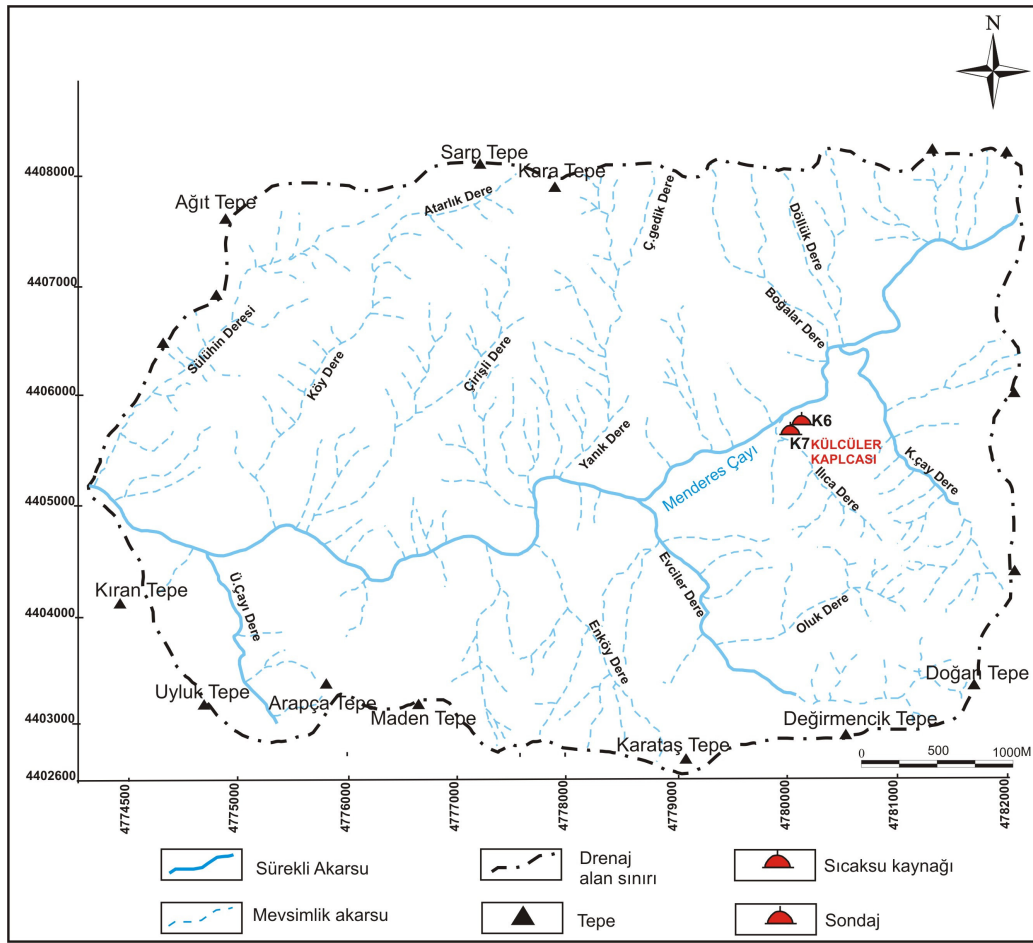 N
4408000
4407000
4406000
4405000
4404000
4403000
4402600
Sarp Tepe
Kara Tepe
Ağıt Tepe
Atarlık Dere
Ç.gedik Dere
Döllük Dere
Boğalar Dere
Sülühin Deresi
Köy Dere
Çirişli Dere
Yanık Dere
K6
K7 KÜLCÜLER
KAPLCASI
Menderes Çayı
Ilıca Dere
K.çay Dere
Kıran Tepe
Ü.Çayı Dere
Evciler Dere
Enköy Dere
Oluk Dere
Uyluk Tepe
Arapça Tepe
Maden Tepe
Karataş Tepe
Değirmencik Tepe
Doğan Tepe
0 500 1000M
4774500
4775000
4776000
4777000
4778000
4779000
4780000
4781000
4782000
Sürekli Akarsu
Drenaj
alan sınırı
Sıcaksu kaynağı
Mevsimlik akarsu
Tepe
Sondaj